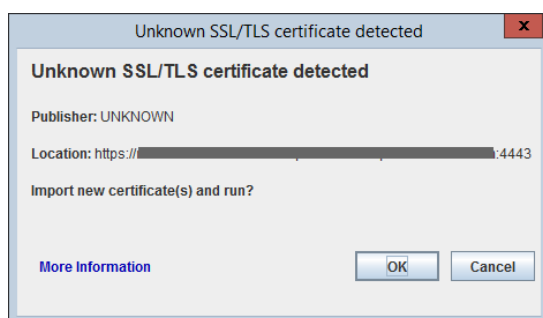 Unknown SSL/TLS certificate detected
x
Unknown SSL/TLS certificate detected
Publisher: UNKNOWN
Location: https:// :4443
Import new certificate(s) and run?
More Information OK Cancel